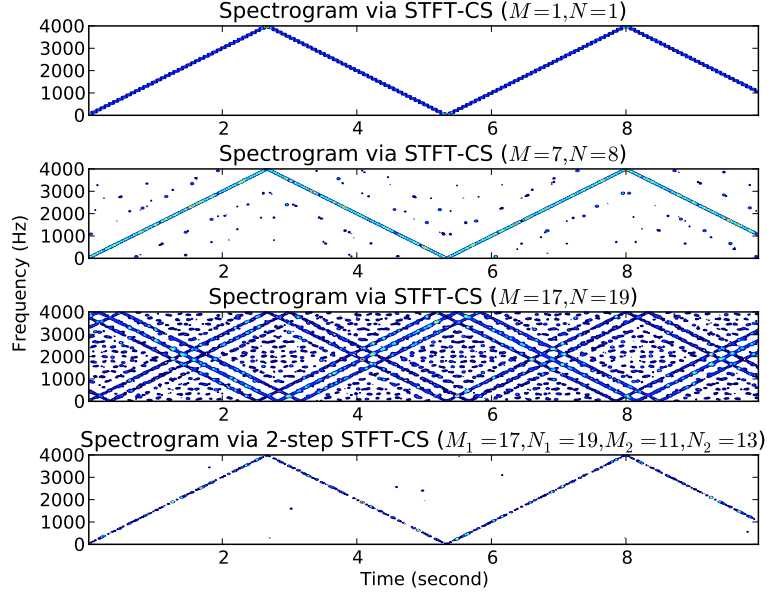 Spectrogram via STFT-CS (M=1,N=1)
4000
3000
2000
1000
0
2 4 6 8
Spectrogram via STFT-CS (M=7,N=8)
4000
3000
2000
1000
0
2 4 6 8
Frequency (Hz)
Spectrogram via STFT-CS (M=17,N=19)
4000
3000
2000
1000
0
2 4 6 8
Spectrogram via 2-step STFT-CS (M₁=17,N₁=19,M₂=11,N₂=13)
4000
3000
2000
1000
0
2 4 6 8
Time (second)